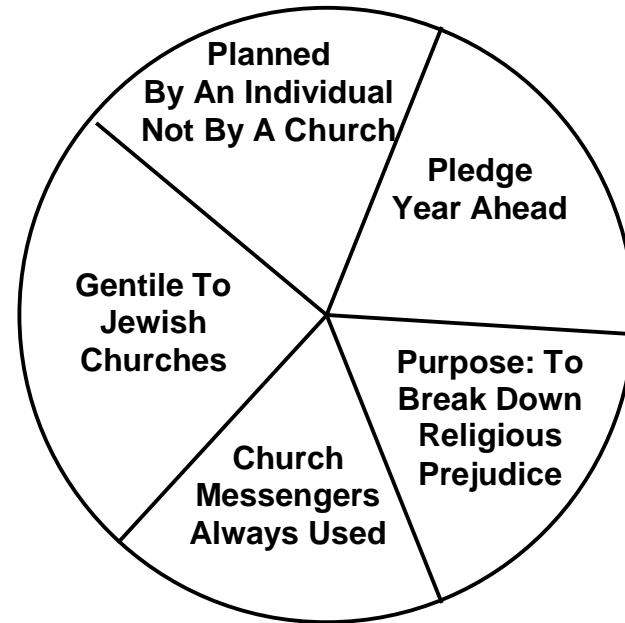 Planned
By An Individual
Not By A Church
Pledge
Year Ahead
Gentile To
Jewish
Churches
Purpose: To
Break Down
Religious
Prejudice
Church
Messengers
Always Used